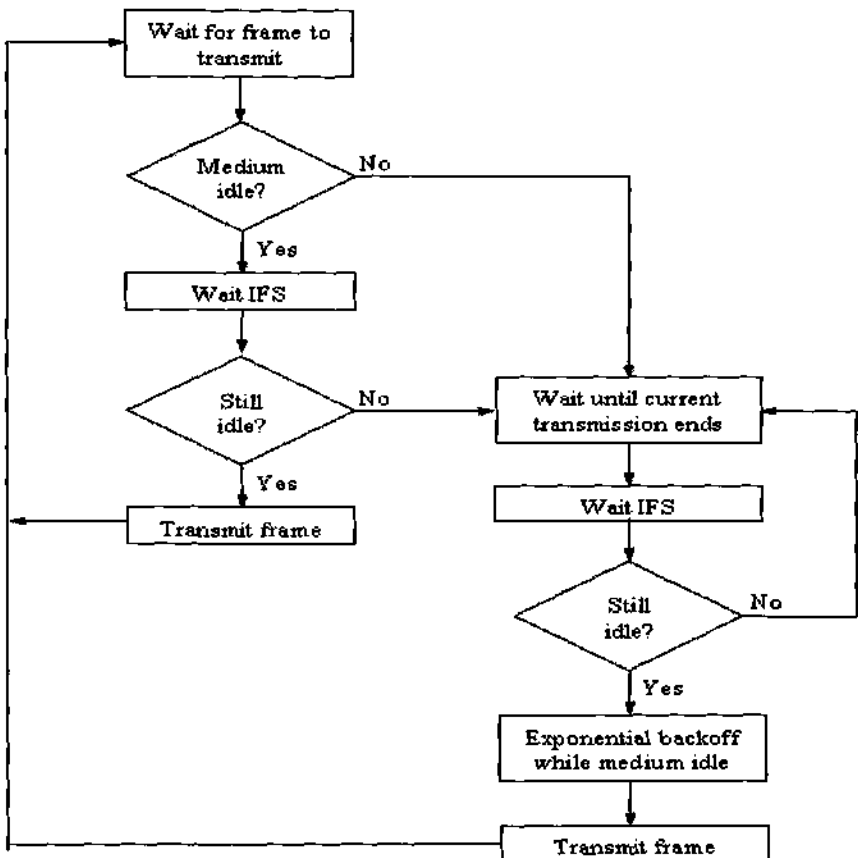 Wait for frame to
transmit
Medium
idle?
No
Yes
Wait IFS
Still
idle?
No
Wait until current
transmission ends
Yes
Transmit frame
Wait IFS
Still
idle?
No
Yes
Exponential backoff
while medium idle
Transmit frame